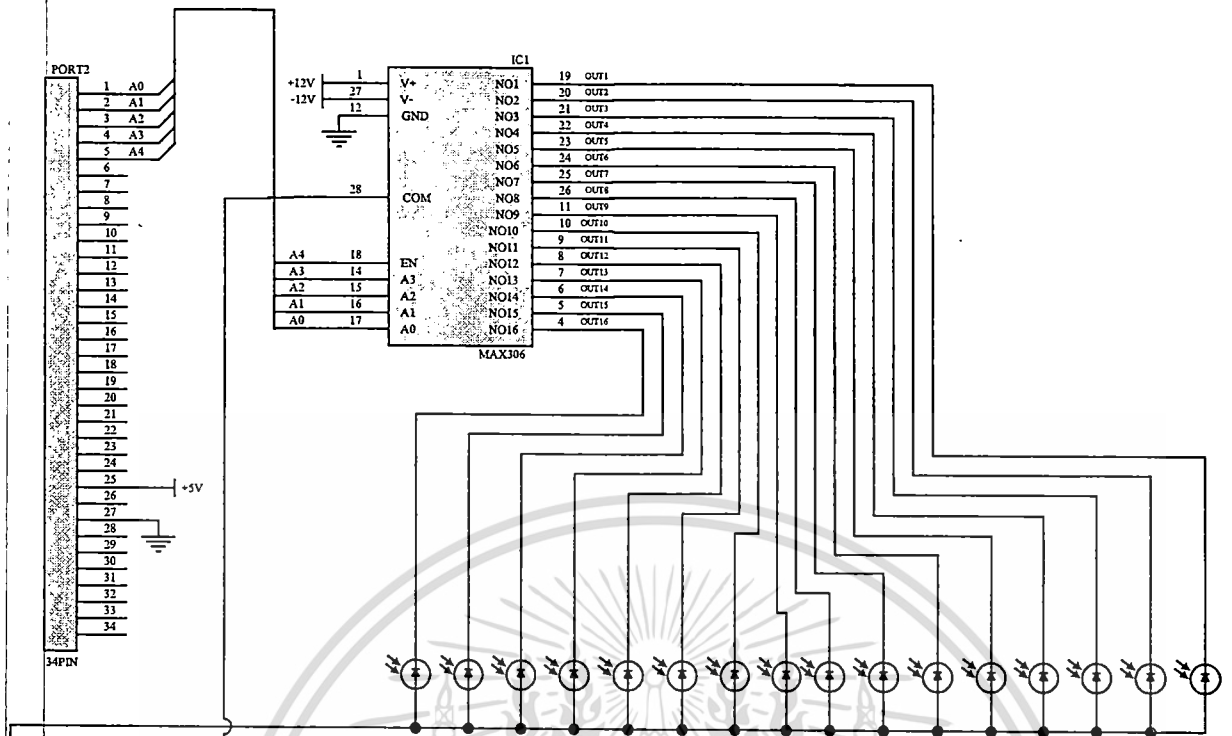 PORT2
1 A0
2 A1
3 A2
4 A3
5 A4
6
7
8
9
10
11
12
13
14
15
16
17
18
19
20
21
22
23
24
25 +5V
26
27
28
29
30
31
32
33
34
34PIN
IC1
+12V 1 V+
-12V 27 V-
12 GND
28 COM
A4 18 EN
A3 14 A3
A2 15 A2
A1 16 A1
A0 17 A0
NO1 19 OUT1
NO2 20 OUT2
NO3 21 OUT3
NO4 22 OUT4
NO5 23 OUT5
NO6 24 OUT6
NO7 25 OUT7
NO8 26 OUT8
NO9 11 OUT9
NO10 10 OUT10
NO11 9 OUT11
NO12 8 OUT12
NO13 7 OUT13
NO14 6 OUT14
NO15 5 OUT15
NO16 4 OUT16
MAX306